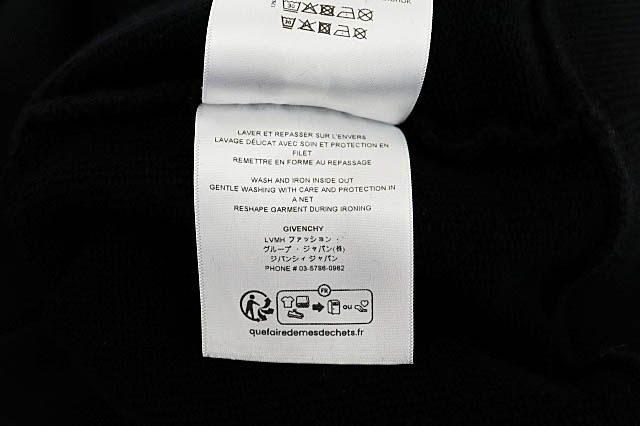 LAVER ET REPASSER SUR L'ENVERS
LAVAGE DÉLICAT AVEC SOIN ET PROTECTION EN
FILET
REMETTRE EN FORME AU REPASSAGE
WASH AND IRON INSIDE OUT
GENTLE WASHING WITH CARE AND PROTECTION IN
A NET
RESHAPE GARMENT DURING IRONING
GIVENCHY
LVMH ファッション・
グループ・ジャパン(株)
ジバンシィ ジャパン
PHONE # 03-5786-0962
FR
ou
quefairedemesdechets.fr